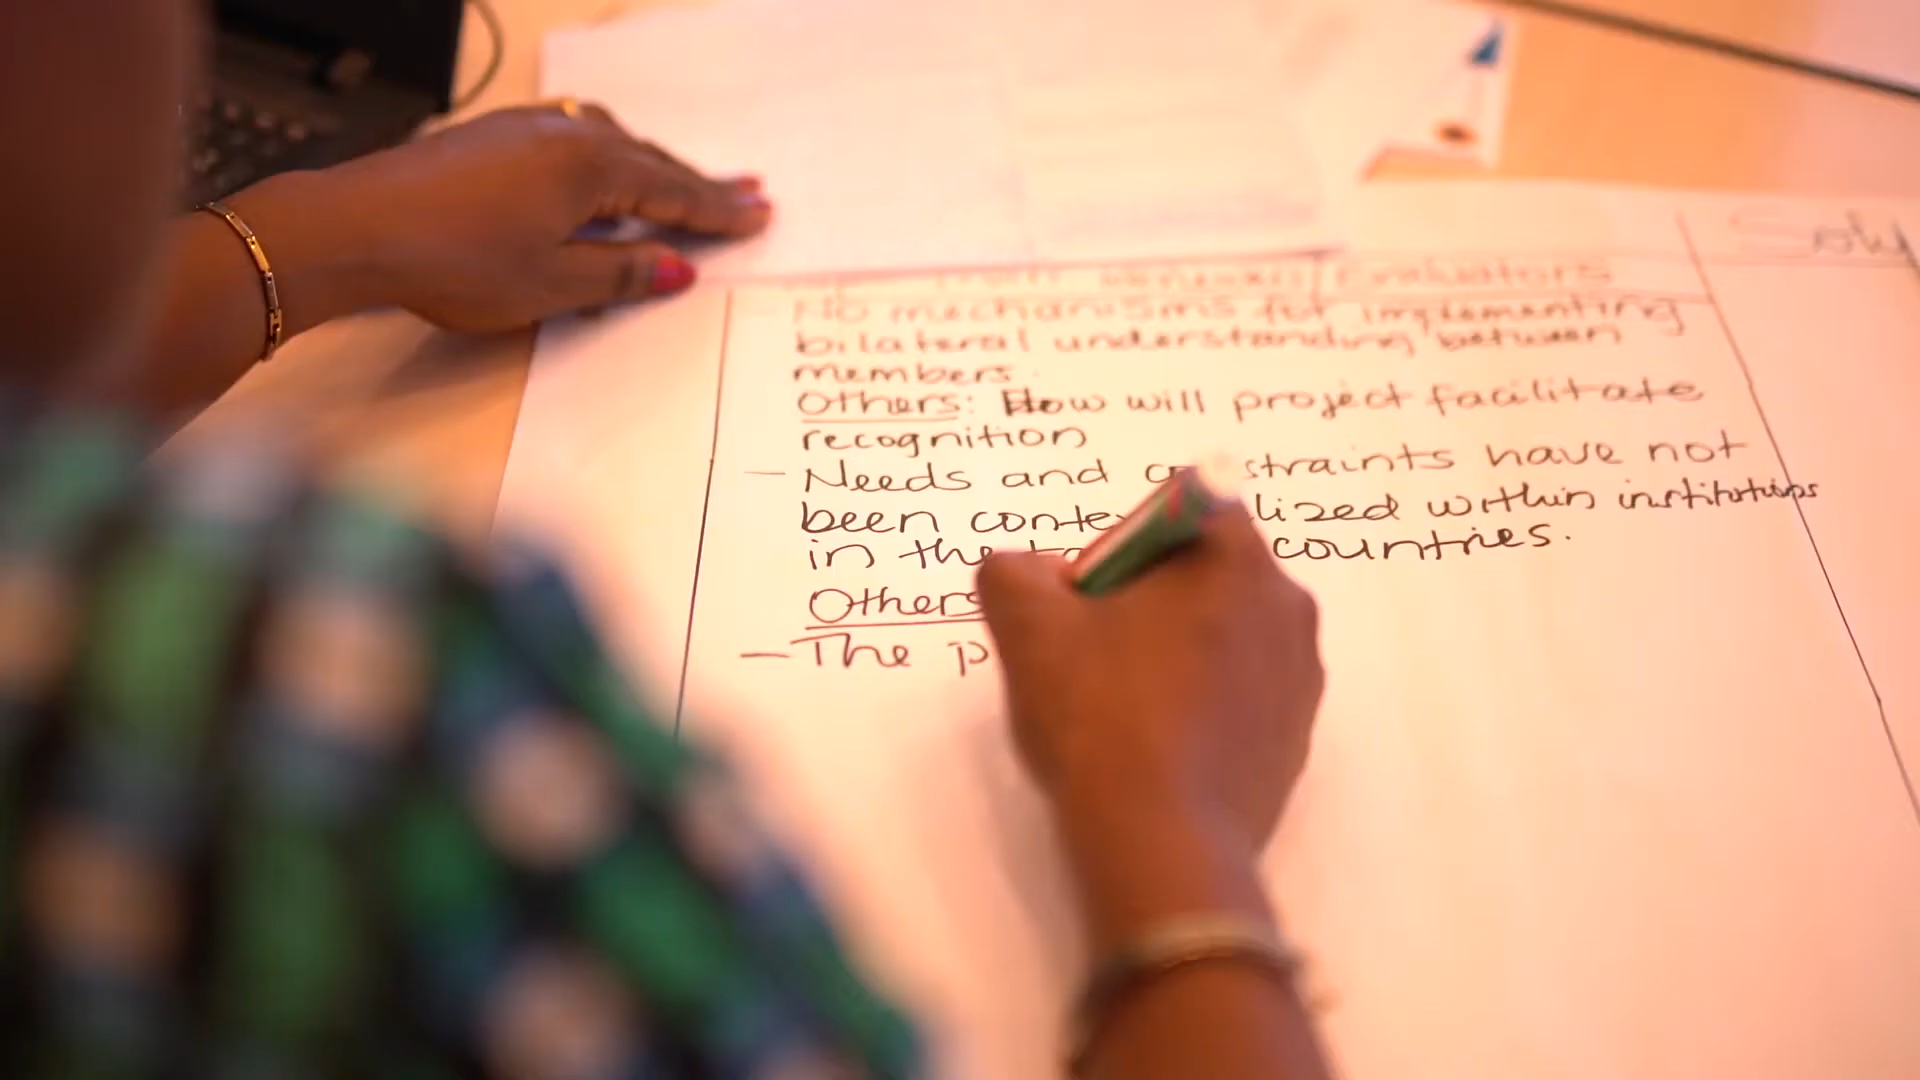 Evaluators
- No mechanisms for implementing
bilateral understanding between
members.
Others: How will project facilitate
recognition
- Needs and straints have not
been conte lized within institutions
in the countries.
Others
- The p